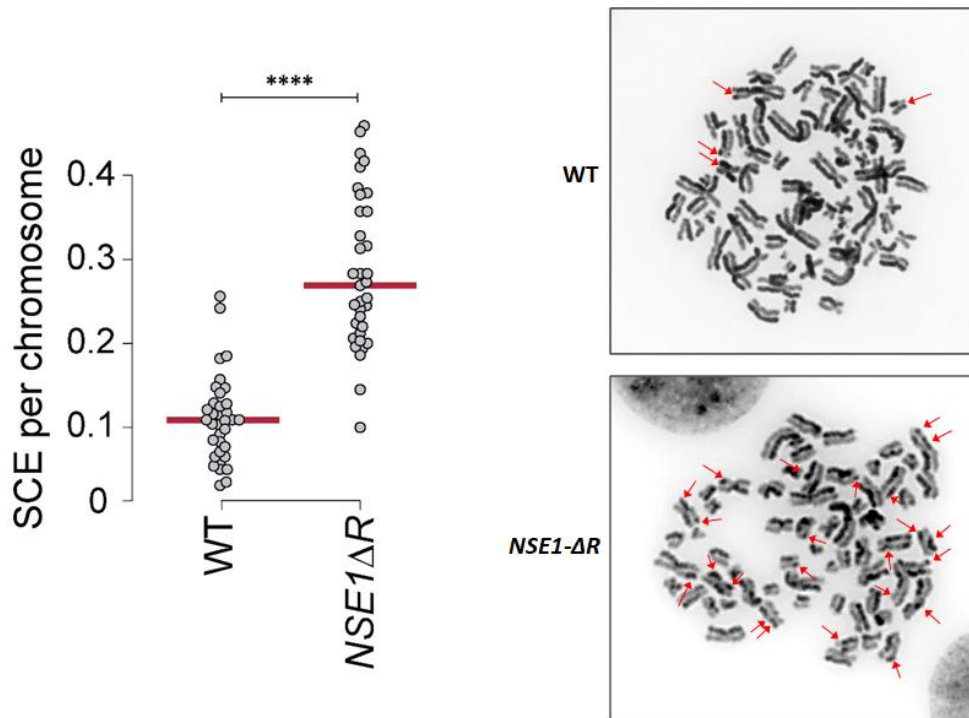 ****
SCE per chromosome
0.4
0.3
0.2
0.1
0
WT
NSE1ΔR
WT
NSE1-ΔR